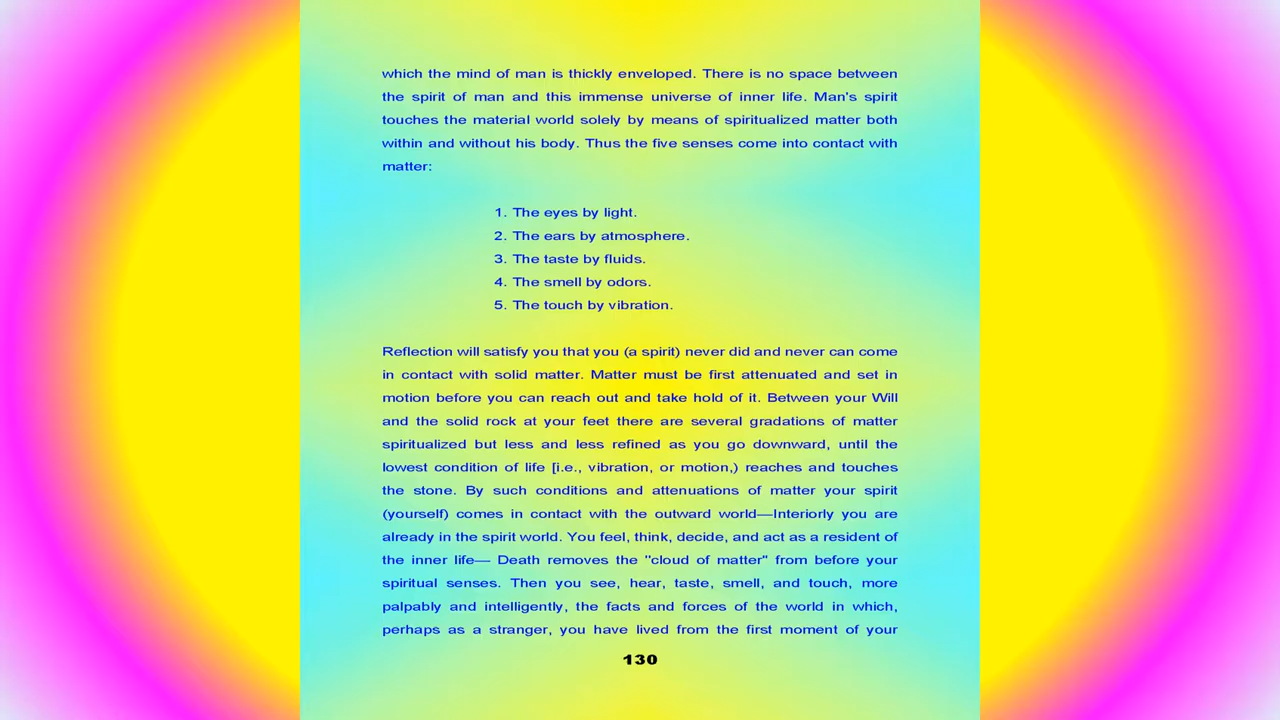 which the mind of man is thickly enveloped. There is no space between
the spirit of man and this immense universe of inner life. Man's spirit
touches the material world solely by means of spiritualized matter both
within and without his body. Thus the five senses come into contact with
matter:
1. The eyes by light.
2. The ears by atmosphere.
3. The taste by fluids.
4. The smell by odors.
5. The touch by vibration.
Reflection will satisfy you that you (a spirit) never did and never can come
in contact with solid matter. Matter must be first attenuated and set in
motion before you can reach out and take hold of it. Between your Will
and the solid rock at your feet there are several gradations of matter
spiritualized but less and less refined as you go downward, until the
lowest condition of life [i.e., vibration, or motion,) reaches and touches
the stone. By such conditions and attenuations of matter your spirit
(yourself) comes in contact with the outward world—Interiorly you are
already in the spirit world. You feel, think, decide, and act as a resident of
the inner life— Death removes the "cloud of matter" from before your
spiritual senses. Then you see, hear, taste, smell, and touch, more
palpably and intelligently, the facts and forces of the world in which,
perhaps as a stranger, you have lived from the first moment of your
130